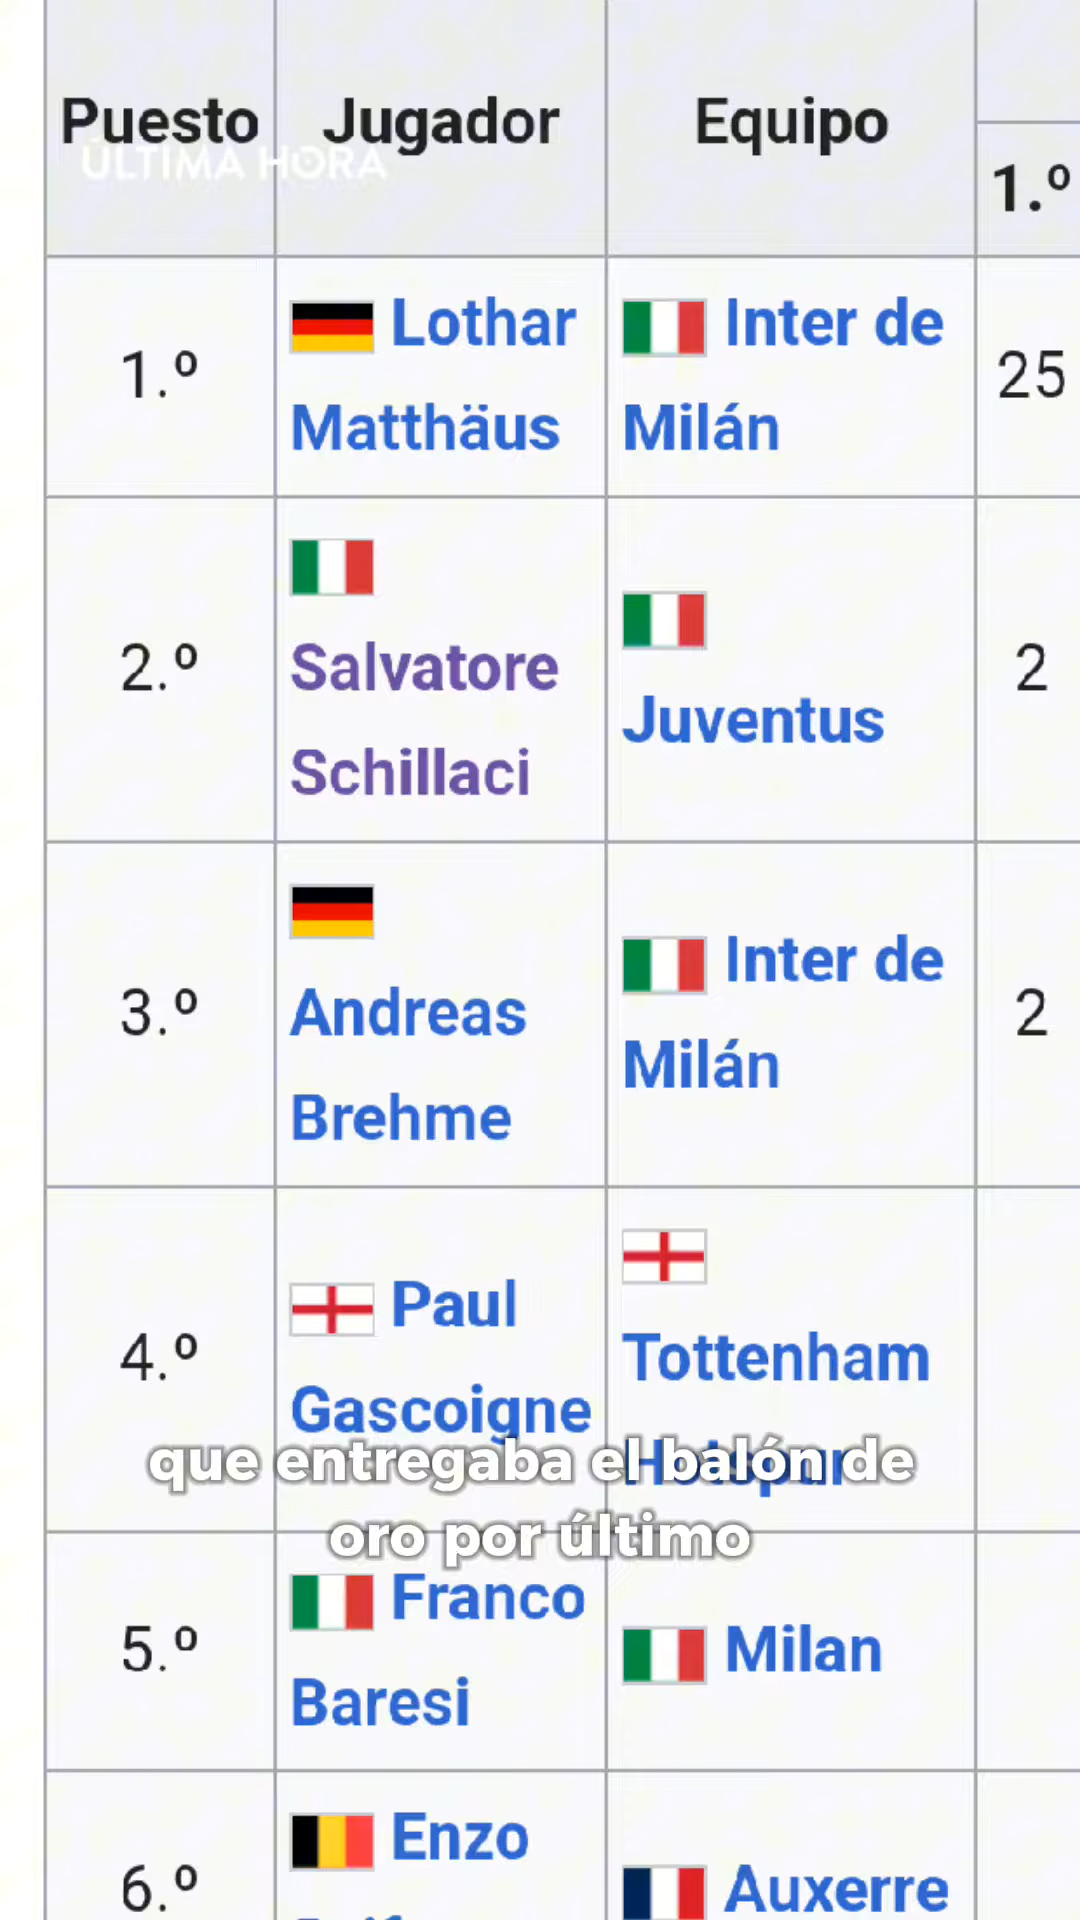 Puesto
Jugador
Equipo
ÚLTIMA HORA
1.º
1.º
Lothar
Matthäus
Inter de
Milán
25
2.º
Salvatore
Schillaci
Juventus
2
3.º
Andreas
Brehme
Inter de
Milán
2
4.º
Paul
Gascoigne
Tottenham
Hotspur
que entregaba el balón de
oro por último
5.º
Franco
Baresi
Milan
6.º
Enzo
Auxerre